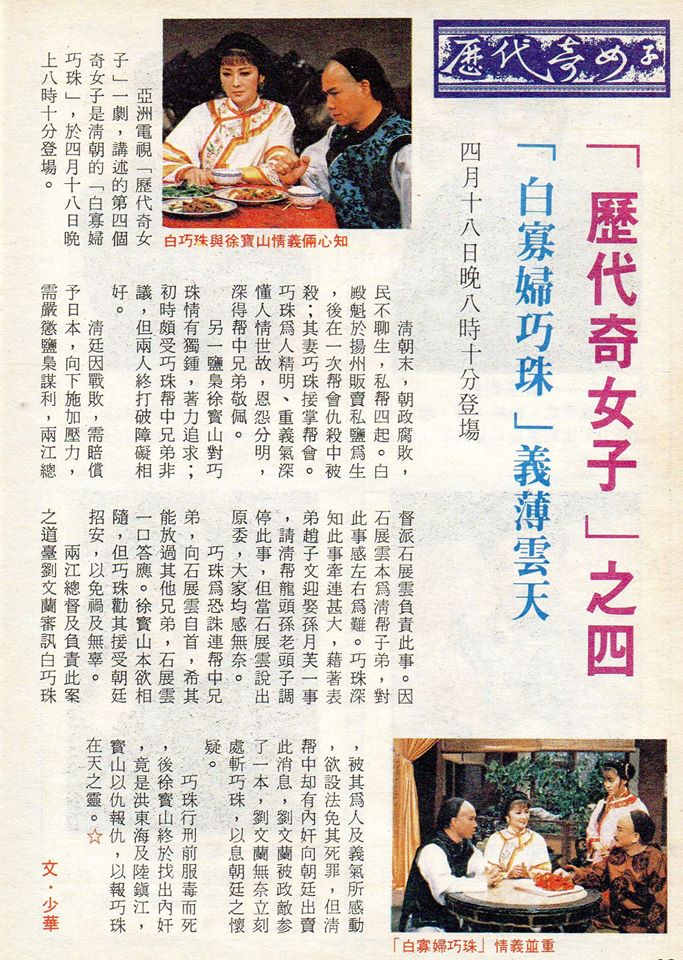 歷代奇女子
「歷代奇女子」之四
「白寡婦巧珠」義薄雲天
四月十八日晚八時十分登場
亞洲電視「歷代奇女
子」一劇，講述的第四個
奇女子是清朝的「白寡婦
巧珠」，於四月十八日晚
上八時十分登場。
白巧珠與徐寶山情義倆心知
清朝末，朝政腐敗，
民不聊生，私帮四起。白
殿魁於揚州販賣私鹽爲生
，後在一次帮會仇殺中被
殺；其妻巧珠接掌帮會。
巧珠爲人精明、重義氣深
懂人情世故，恩怨分明，
深得帮中兄弟敬佩。
另一鹽梟徐寶山對巧
珠情有獨鍾，著力追求；
初時頗受巧珠帮中兄弟非
議，但兩人終打破障礙相
好。
清廷因戰敗，需賠償
予日本，向下施加壓力，
需嚴懲鹽梟謀利，兩江總
督派石展雲負責此事。因
石展雲本爲清帮子弟，對
此事感左右爲難。巧珠深
知此事牽連甚大，藉著表
弟趙子文迎娶孫月芙一事
，請清帮龍頭孫老頭子調
停此事，但當石展雲說出
原委，大家均感無奈。
巧珠爲恐誅連帮中兄
弟，向石展雲自首，希其
能放過其他兄弟，石展雲
一口答應。徐寶山本欲相
隨，但巧珠勸其接受朝廷
招安，以免禍及無辜。
兩江總督及負責此案
之道臺劉文蘭審訊白巧珠
，被其爲人及義氣所感動
欲設法免其死罪，但清
帮中却有內奸向朝廷出賣
此消息，劉文蘭被政敵參
了一本，劉文蘭無奈立刻
處斬巧珠，以息朝廷之懷
疑。
巧珠行刑前服毒而死
，後徐寶山終於找出內奸
，竟是洪東海及陸鎭江，
寶山以仇報仇，以報巧珠
在天之靈。☆
文・少華
「白寡婦巧珠」情義並重